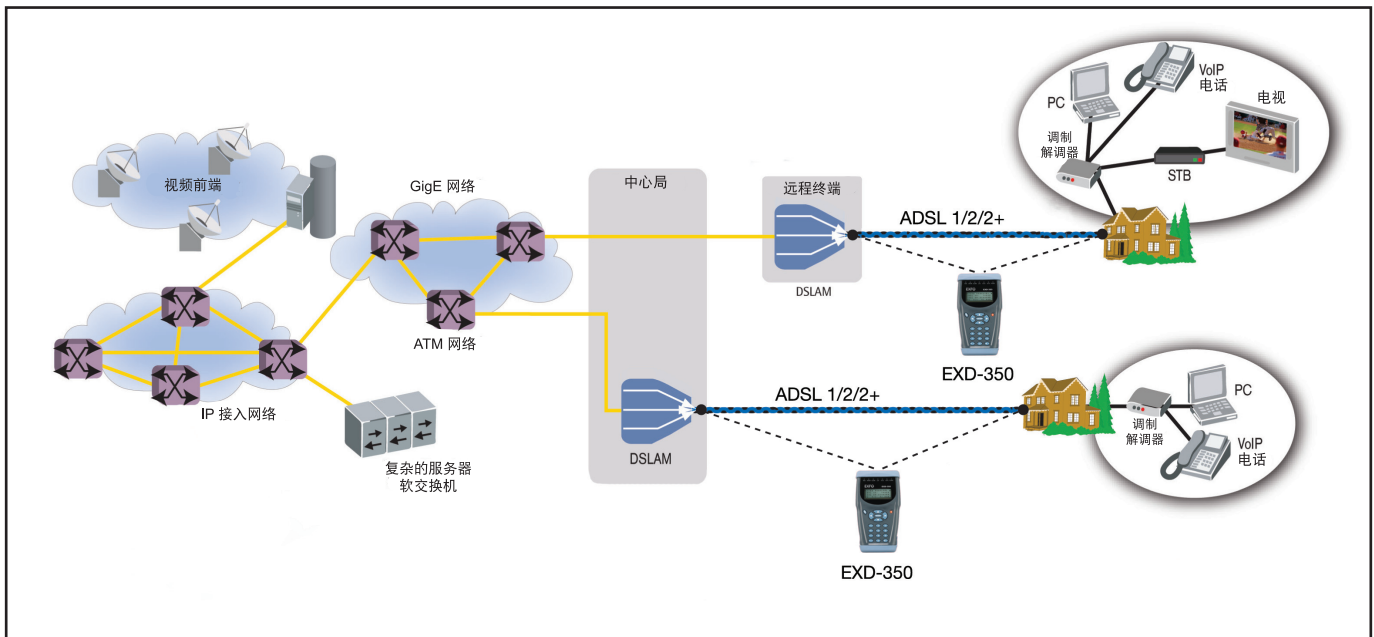 VoIP
电话
PC
电视
调制
解调器
STB
视频前端
GigE 网络
中心局
远程终端
ADSL 1/2/2+
DSLAM
EXFO
EXD-350
ATM 网络
IP 接入网络
复杂的服务器
软交换机
DSLAM
ADSL 1/2/2+
EXFO
EXD-350
PC
调制
解调器
VoIP
电话